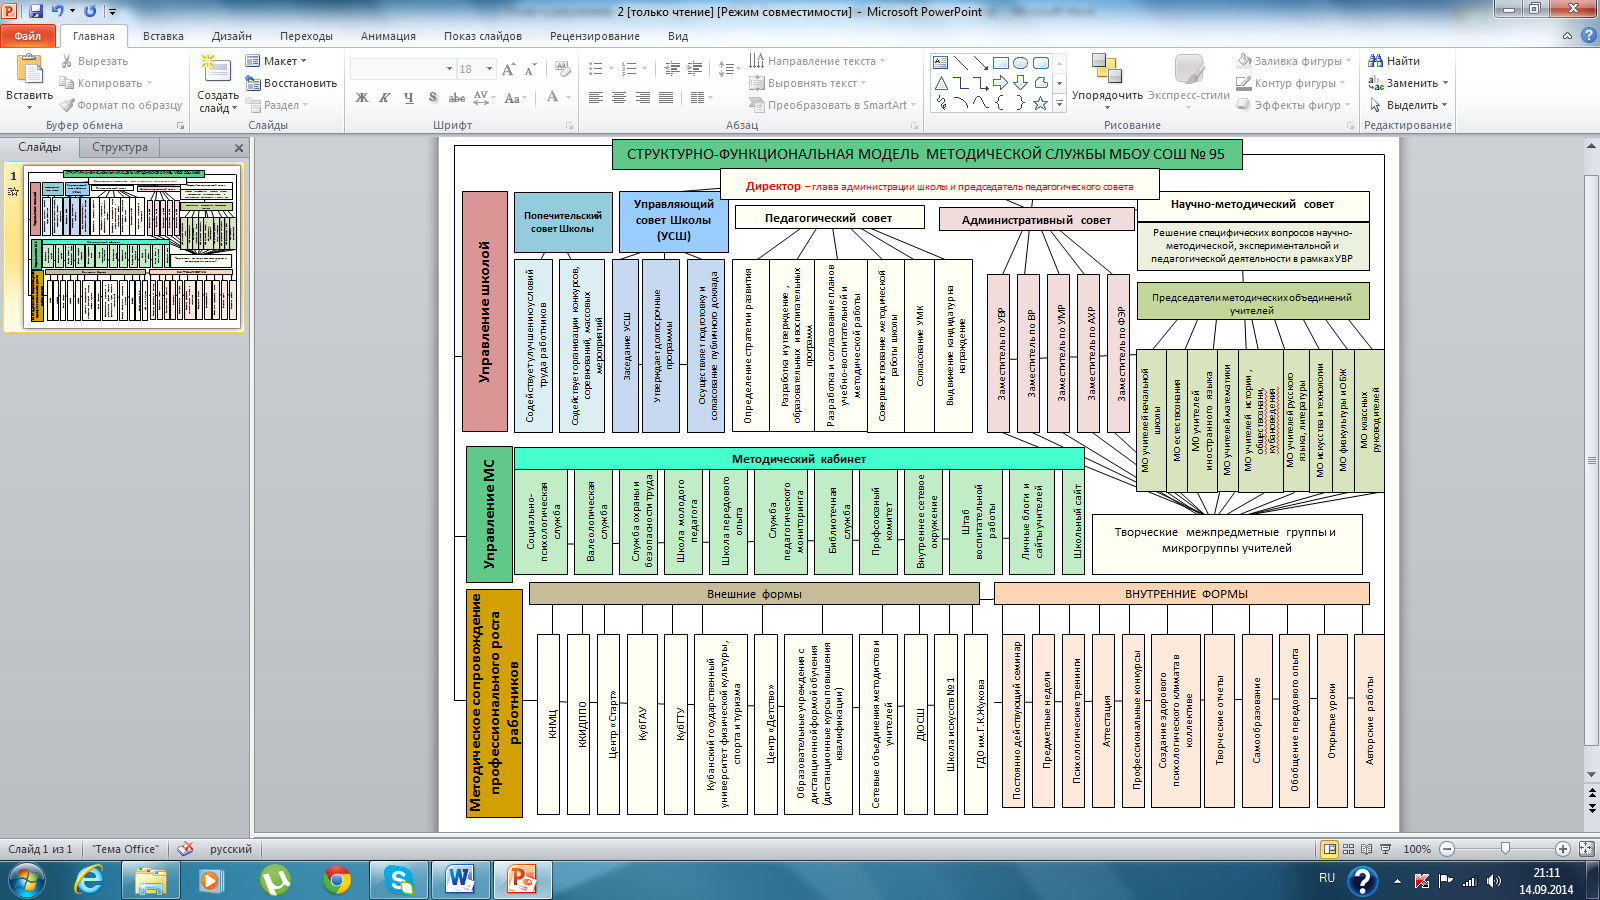 2 [только чтение] [Режим совместимости] - Microsoft PowerPoint
Файл
Главная
Вставка
Дизайн
Переходы
Анимация
Показ слайдов
Рецензирование
Вид
Вставить
Вырезать
Копировать
Формат по образцу
Буфер обмена
Создать
слайд
Макет
Восстановить
Раздел
Слайды
18
Ж К Ч S abc AV Aa A
Шрифт
Направление текста
Выровнять текст
Преобразовать в SmartArt
Абзац
Упорядочить
Экспресс-стили
Заливка фигуры
Контур фигуры
Эффекты фигур
Рисование
Найти
Заменить
Выделить
Редактирование
Слайды
Структура
1
СТРУКТУРНО-ФУНКЦИОНАЛЬНАЯ МОДЕЛЬ МЕТОДИЧЕСКОЙ СЛУЖБЫ МБОУ СОШ № 95
Директор – глава администрации школы и председатель педагогического совета
Управление школой
Попечительский
совет Школы
Управляющий
совет Школы
(УСШ)
Педагогический совет
Административный совет
Научно-методический совет
Решение специфических вопросов научно-
методической, экспериментальной и
педагогической деятельности в рамках УВР
Председатели методических объединений
учителей
Содействует улучшению условий
труда работников
Содействует организации конкурсов,
соревнований, массовых
мероприятий
Заседание УСШ
Утверждает долгосрочные
программы
Осуществляет подготовку и
согласование публичного доклада
Определение стратегии развития
Разработка и утверждение ,
образовательных и воспитательных
программ
Разработка и согласование планов
учебно-воспитательной и
методической работы
Совершенствование методической
работы школы
Согласование УМК
Выдвижение кандидатур на
награждение
Заместитель по УВР
Заместитель по ВР
Заместитель по УМР
Заместитель по АХР
Заместитель по ФЭР
МО учителей начальной
школы
МО естествознания
МО учителей
иностранного языка
МО учителей математики
МО учителей истории ,
обществознани,
кубановедения
МО учителей русского
языка, литературы
МО искусства и технологии
МО физкультуры и ОБЖ
МО классных
руководителей
Управление МС
Методический кабинет
Социально-
психологическая
служба
Валеологическая
служба
Служба охраны и
безопасности труда
Школа молодого
педагога
Школа передового
опыта
Служба
педагогического
мониторинга
Библиотечная
служба
Профсоюзный
комитет
Внутреннее сетевое
окружение
Штаб
воспитательной
работы
Личные блоги и
сайты учителей
Школьный сайт
Творческие межпредметные группы и
микрогруппы учителей
Методическое сопровождение
профессионального роста
работников
Внешние формы
ВНУТРЕННИЕ ФОРМЫ
КНМЦ
ККИДППО
Центр «Старт»
КубГАУ
КубГТУ
Кубанский государственный
университет физической культуры,
спорта и туризма
Центр «Детство»
Образовательные учреждения с
дистанционной формой обучения
(дистанционные курсы повышения
квалификации)
Сетевые объединения методистов и
учителей
ДЮСШ
Школа искусств № 1
ГДО им. Г.К.Жукова
Постоянно действующий семинар
Предметные недели
Психологические тренинги
Аттестация
Профессиональные конкурсы
Создание здорового
психологического климата в
коллективе
Творческие отчеты
Самообразование
Обобщение передового опыта
Открытые уроки
Авторские работы
Слайд 1 из 1
"Тема Office"
русский
100%
RU
21:11
14.09.2014